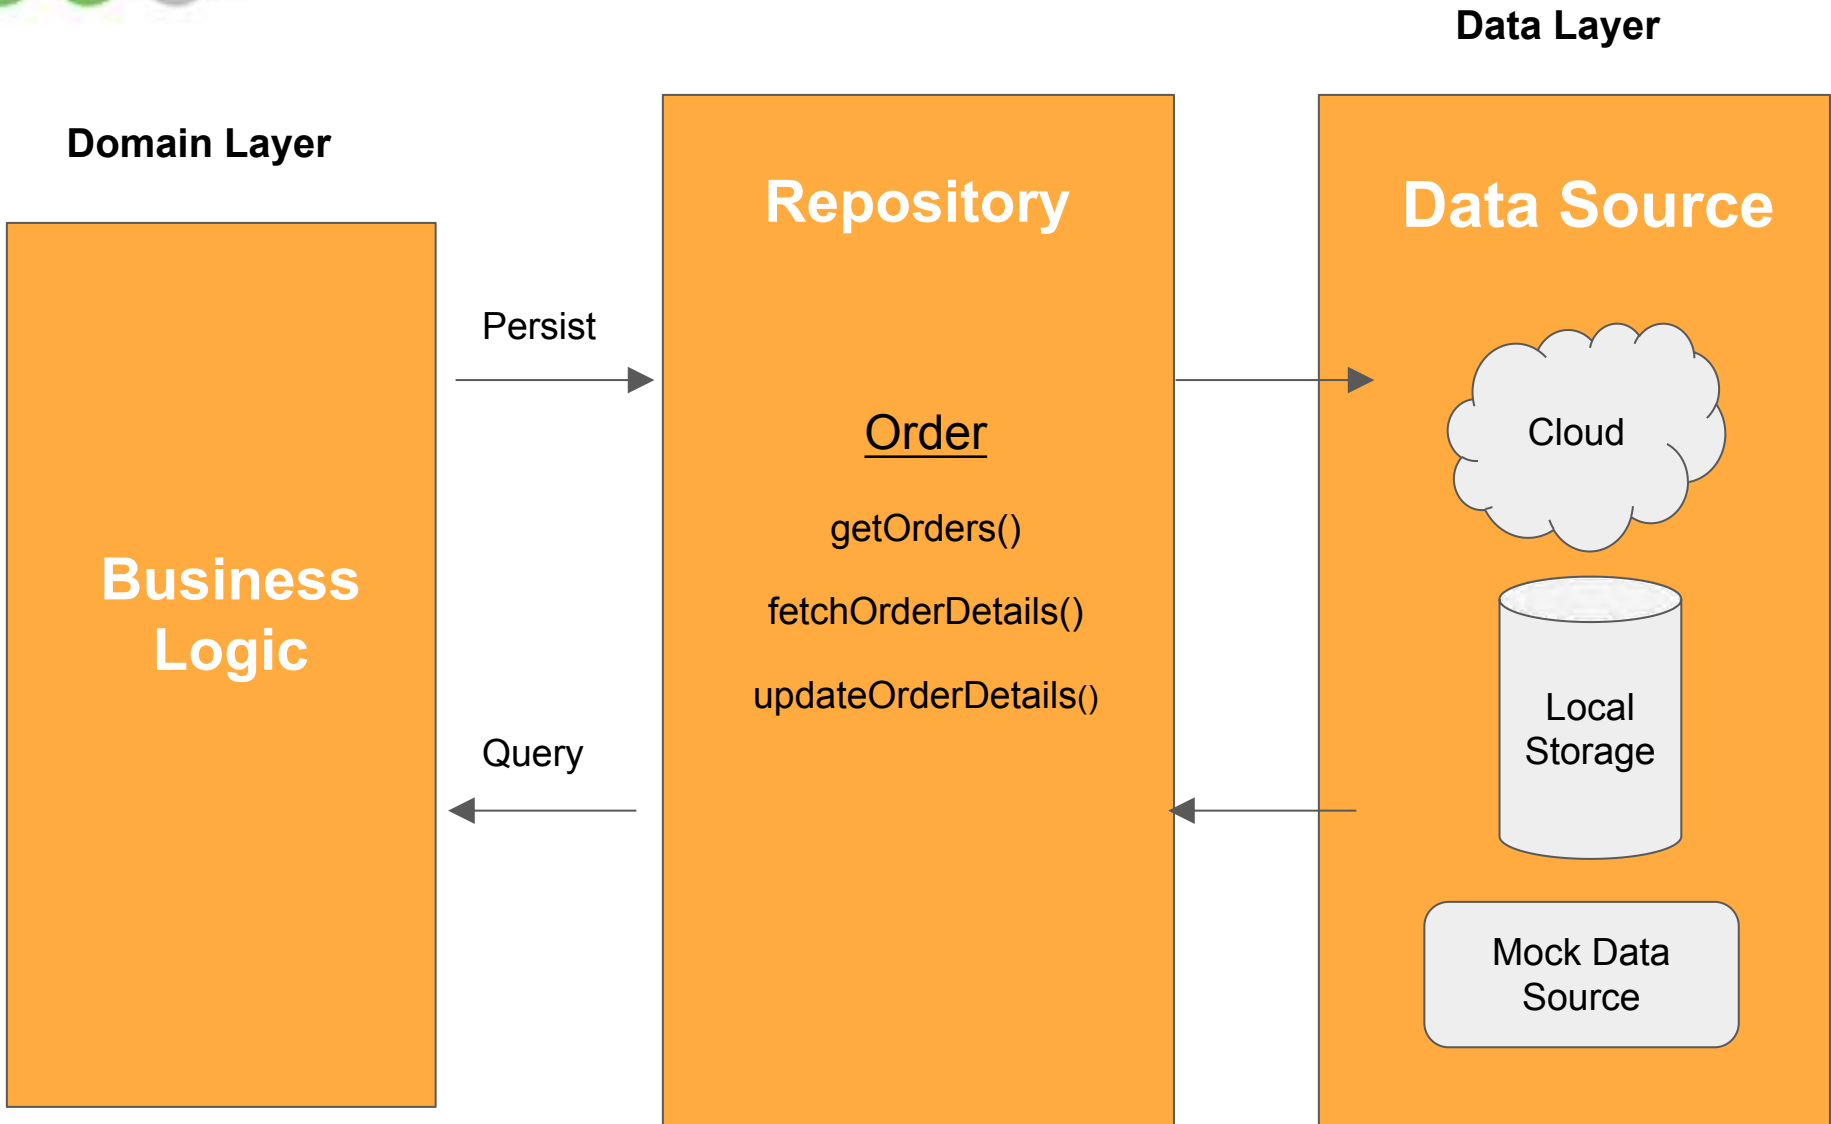 Data Layer
Domain Layer
Repository
Data Source
Persist
Order
Cloud
getOrders()
Business
Logic
fetchOrderDetails()
updateOrderDetails()
Local
Storage
Query
Mock Data
Source